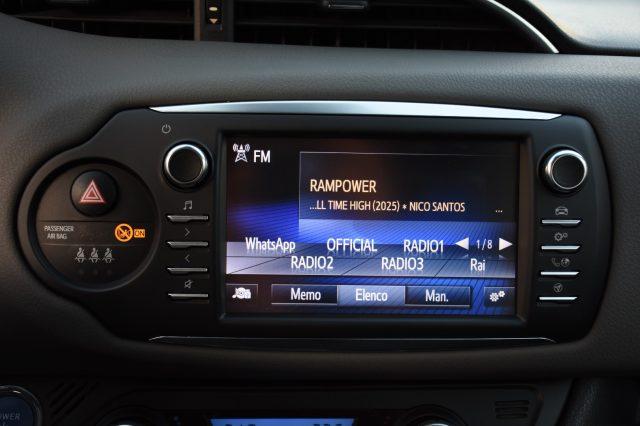 FM
RAMPOWER
...LL TIME HIGH (2025) * NICO SANTOS ...
WhatsApp OFFICIAL RADIO1 1/8
RADIO2 RADIO3 Rai
Memo Elenco Man.
PASSENGER
AIR BAG
ON
POWER